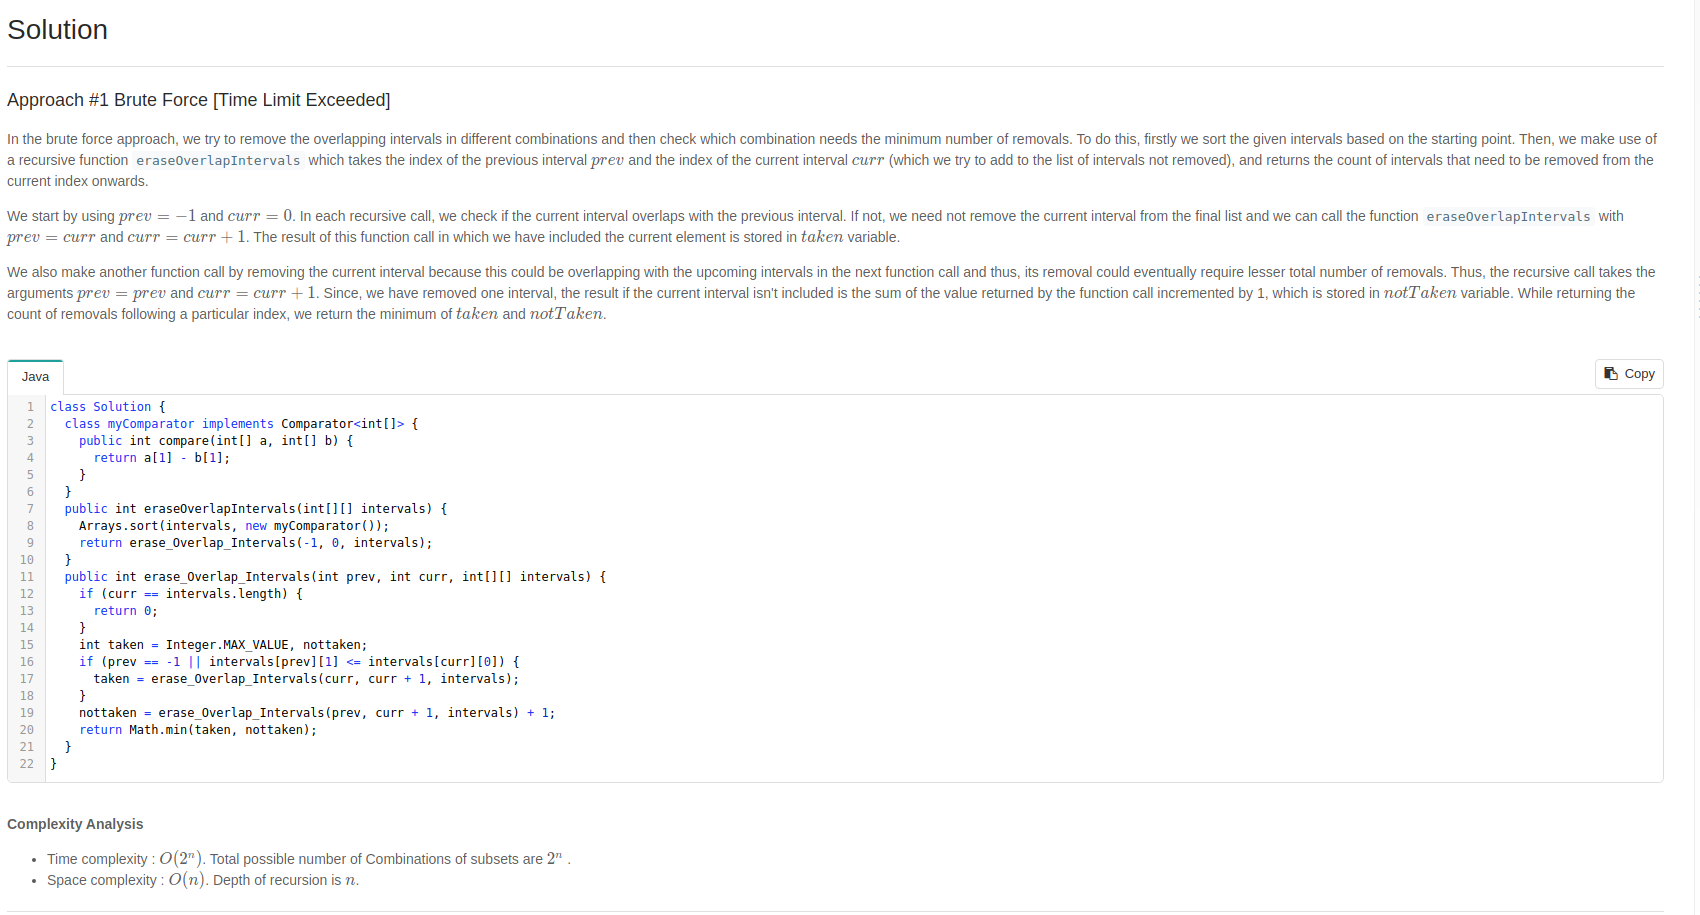 Solution
Approach #1 Brute Force [Time Limit Exceeded]
In the brute force approach, we try to remove the overlapping intervals in different combinations and then check which combination needs the minimum number of removals. To do this, firstly we sort the given intervals based on the starting point. Then, we make use of
a recursive function eraseOverlapIntervals which takes the index of the previous interval prev and the index of the current interval curr (which we try to add to the list of intervals not removed), and returns the count of intervals that need to be removed from the
current index onwards.
We start by using prev = −1 and curr = 0. In each recursive call, we check if the current interval overlaps with the previous interval. If not, we need not remove the current interval from the final list and we can call the function eraseOverlapIntervals with
prev = curr and curr = curr + 1. The result of this function call in which we have included the current element is stored in taken variable.
We also make another function call by removing the current interval because this could be overlapping with the upcoming intervals in the next function call and thus, its removal could eventually require lesser total number of removals. Thus, the recursive call takes the
arguments prev = prev and curr = curr + 1. Since, we have removed one interval, the result if the current interval isn't included is the sum of the value returned by the function call incremented by 1, which is stored in notTaken variable. While returning the
count of removals following a particular index, we return the minimum of taken and notTaken.
Java
Copy
1 class Solution {
2   class myComparator implements Comparator<int[]> {
3     public int compare(int[] a, int[] b) {
4       return a[1] - b[1];
5     }
6   }
7   public int eraseOverlapIntervals(int[][] intervals) {
8     Arrays.sort(intervals, new myComparator());
9     return erase_Overlap_Intervals(-1, 0, intervals);
10   }
11   public int erase_Overlap_Intervals(int prev, int curr, int[][] intervals) {
12     if (curr == intervals.length) {
13       return 0;
14     }
15     int taken = Integer.MAX_VALUE, nottaken;
16     if (prev == -1 || intervals[prev][1] <= intervals[curr][0]) {
17       taken = erase_Overlap_Intervals(curr, curr + 1, intervals);
18     }
19     nottaken = erase_Overlap_Intervals(prev, curr + 1, intervals) + 1;
20     return Math.min(taken, nottaken);
21   }
22 }
Complexity Analysis
• Time complexity : O(2ⁿ). Total possible number of Combinations of subsets are 2ⁿ .
• Space complexity : O(n). Depth of recursion is n.